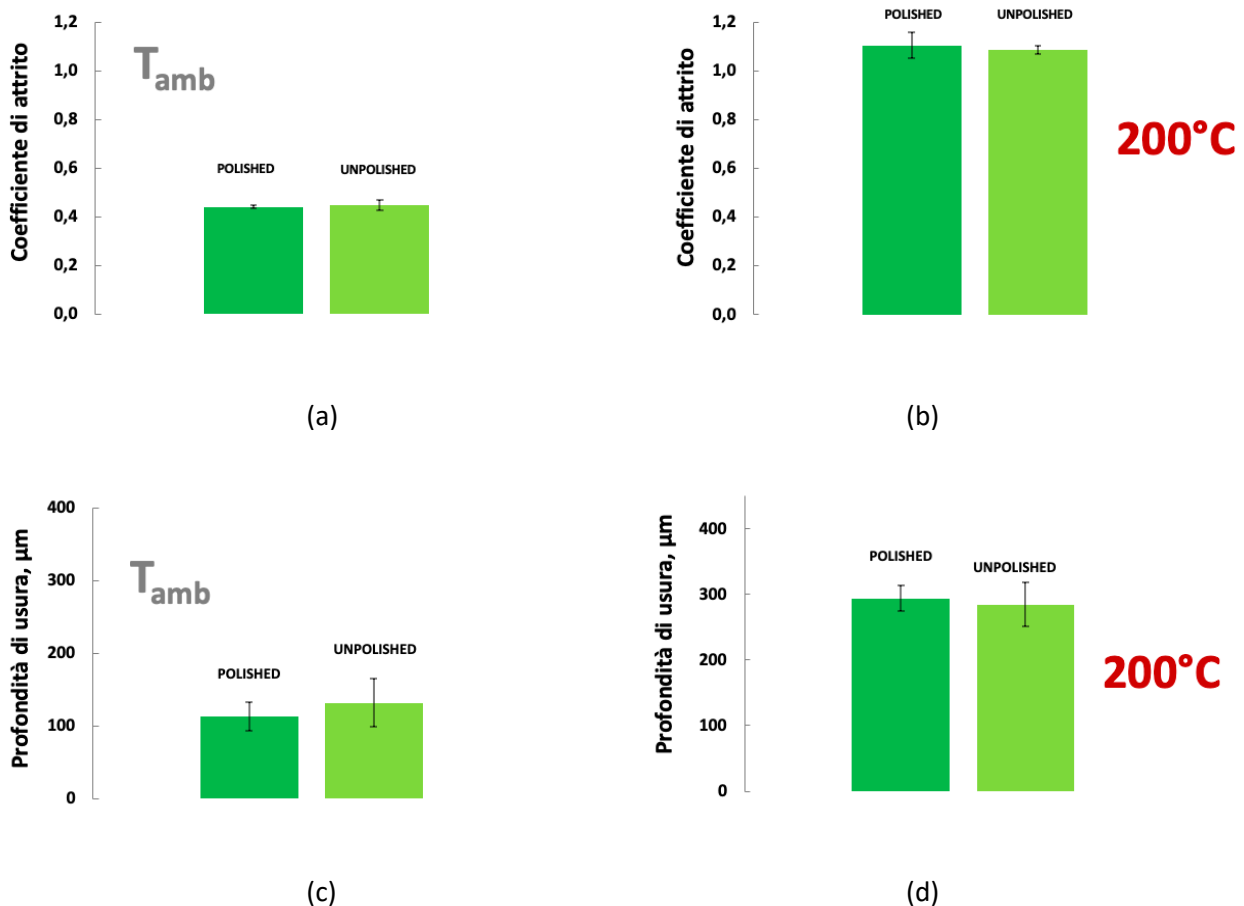 Coefficiente di attrito
1,2
1,0
0,8
0,6
0,4
0,2
0,0
T amb
POLISHED
UNPOLISHED
(a)
Coefficiente di attrito
1,2
1,0
0,8
0,6
0,4
0,2
0,0
POLISHED
UNPOLISHED
200°C
(b)
Profondità di usura, µm
400
300
200
100
0
T amb
POLISHED
UNPOLISHED
(c)
Profondità di usura, µm
400
300
200
100
0
POLISHED
UNPOLISHED
200°C
(d)